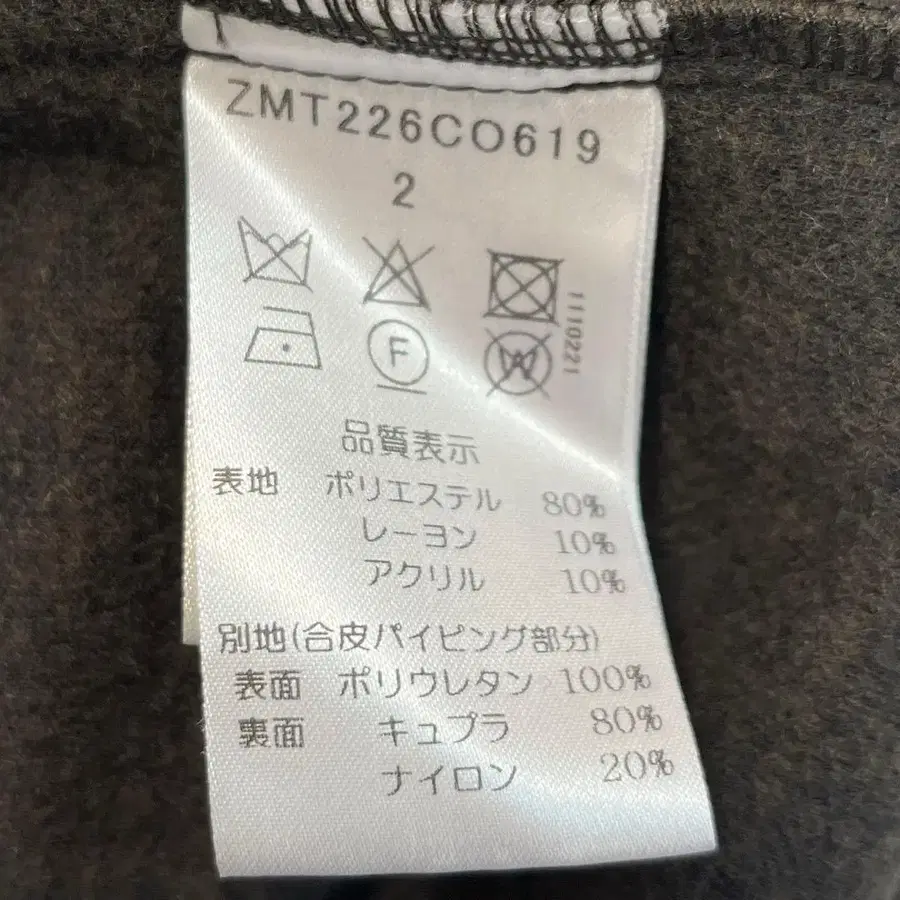 ZMT226CO619
2
111021
F
W
品質表示
表地 ポリエステル 80%
レーヨン 10%
アクリル 10%
別地(合皮パイピング部分)
表面 ポリウレタン 100%
裏面 キュプラ 80%
ナイロン 20%